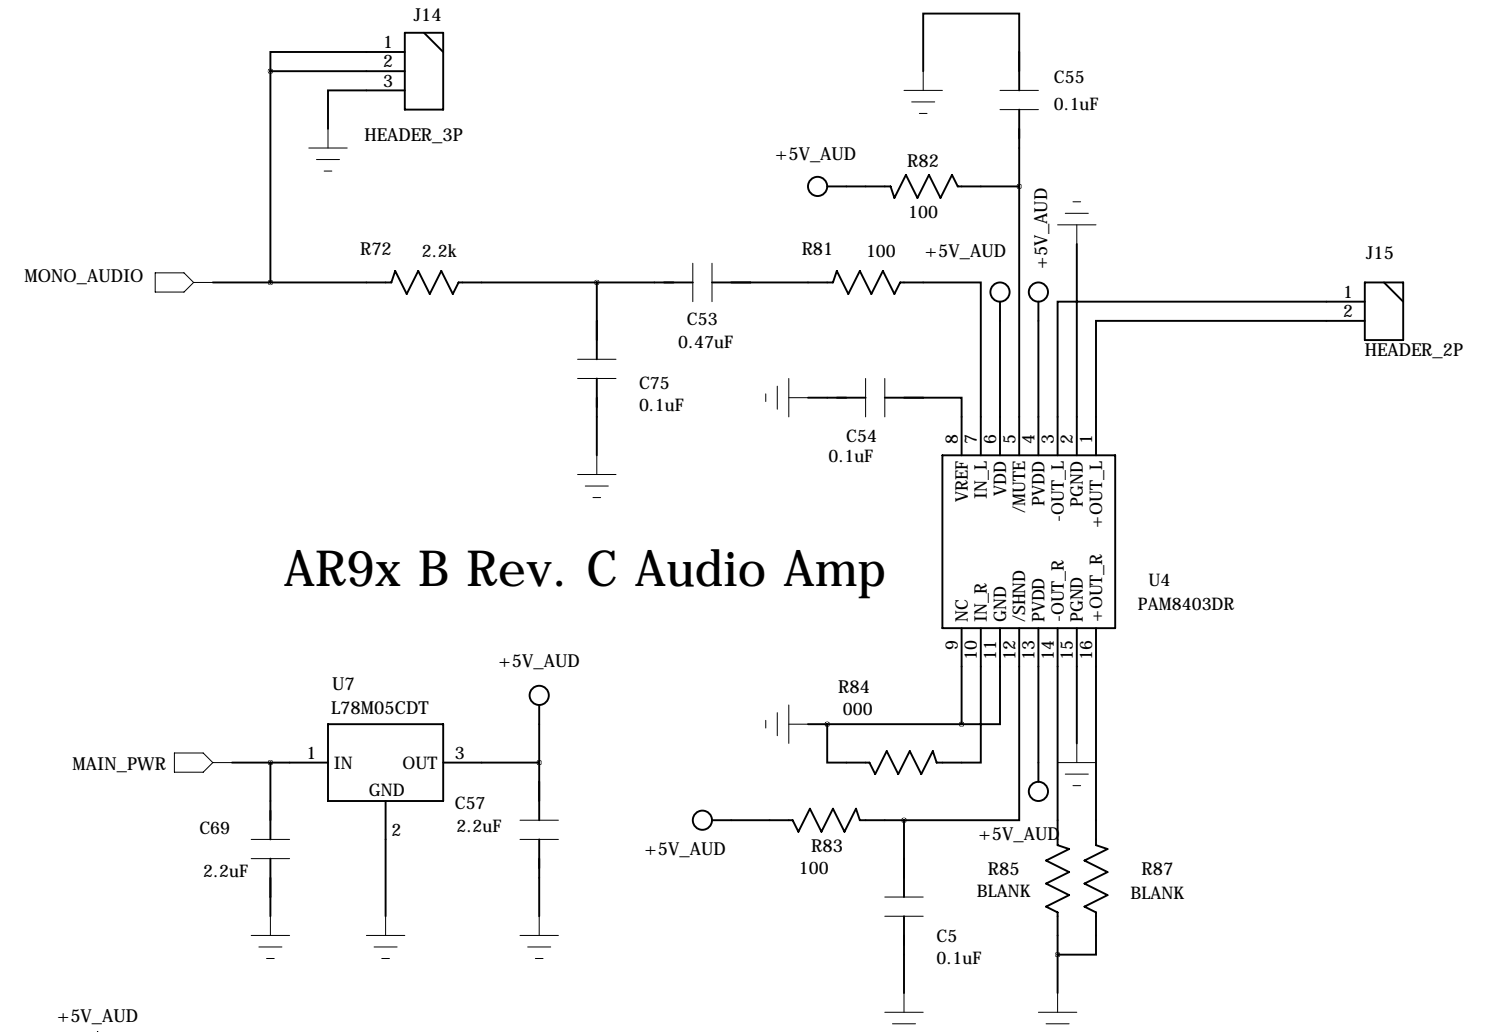 J14
1
2
3
HEADER_3P
C55
0.1uF
+5V_AUD
R82
100
+5V_AUD
J15
1
2
HEADER_2P
MONO_AUDIO
R72
2.2k
R81
100
+5V_AUD
C53
0.47uF
C75
0.1uF
C54
0.1uF
8
7
6
5
4
3
2
1
VREF
IN_L
VDD
/MUTE
PVDD
-OUT_L
PGND
+OUT_L
AR9x B Rev. C Audio Amp
NC
IN_R
GND
/SHND
PVDD
-OUT_R
PGND
+OUT_R
U4
PAM8403DR
9
10
11
12
13
14
15
16
+5V_AUD
U7
L78M05CDT
MAIN_PWR
1
IN
OUT
3
GND
2
C69
2.2uF
C57
2.2uF
R84
000
+5V_AUD
R83
100
+5V_AUD
R85
BLANK
R87
BLANK
C5
0.1uF
+5V_AUD